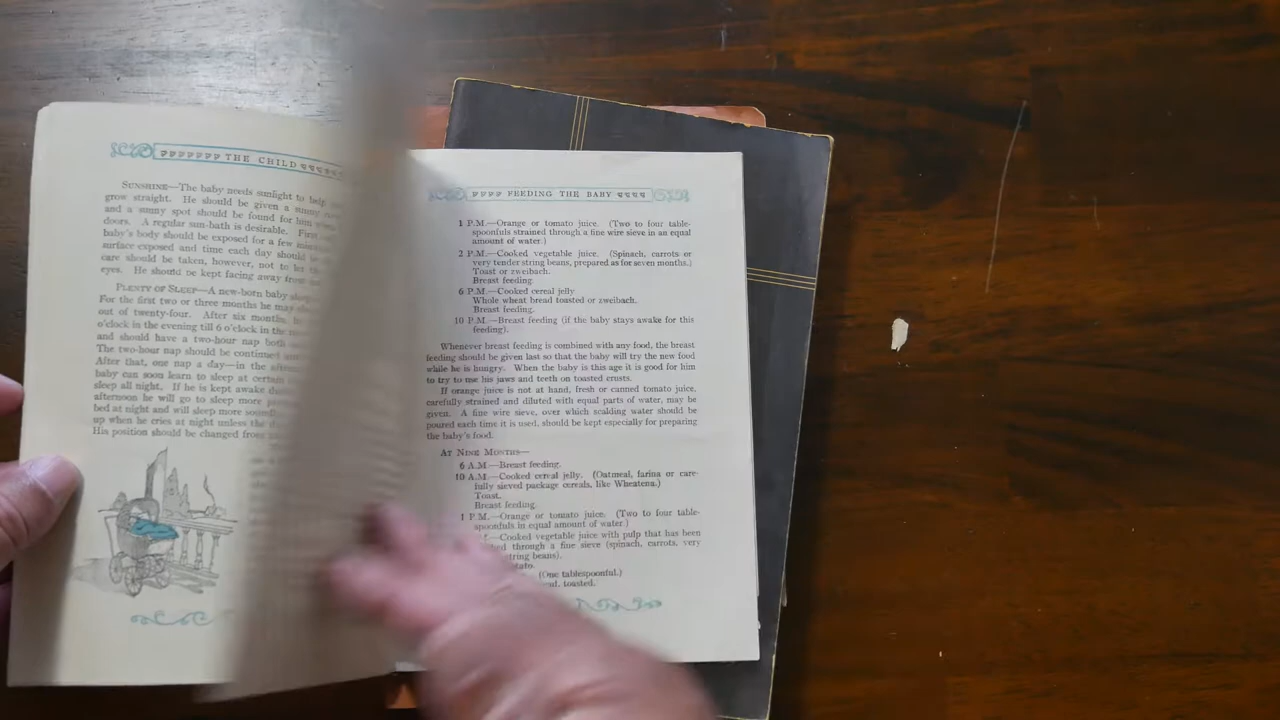 THE CHILD
SUNSHINE—The baby needs sunlight to help
grow straight. He should be given a sunny
and a sunny spot should be found for him
doors. A regular sun-bath is desirable. First
baby's body should be exposed for a few
surface exposed and time each day should
care should be taken, however, not to let
eyes. He should be kept facing away from
PLENTY OF SLEEP—A new-born baby
For the first two or three months he may
out of twenty-four. After six months,
o'clock in the evening till 6 o'clock in the
and should have a two-hour nap both
The two-hour nap should be continued
After that, one nap a day—in the
baby can soon learn to sleep at certain
sleep all night. If he is kept awake
afternoon he will go to sleep more
bed at night and will sleep more
up when he cries at night unless the
His position should be changed from
FEEDING THE BABY
1 P.M.—Orange or tomato juice. (Two to four table-
spoonfuls strained through a fine wire sieve in an equal
amount of water.)
2 P.M.—Cooked vegetable juice. (Spinach, carrots or
very tender string beans, prepared as for seven months.)
Toast or zweibach.
Breast feeding.
6 P.M.—Cooked cereal jelly
Whole wheat bread toasted or zweibach.
Breast feeding.
10 P.M.—Breast feeding (if the baby stays awake for this
feeding).
Whenever breast feeding is combined with any food, the breast
feeding should be given last so that the baby will try the new food
while he is hungry. When the baby is this age it is good for him
to try to use his jaws and teeth on toasted crusts.
If orange juice is not at hand, fresh or canned tomato juice,
carefully strained and diluted with equal parts of water, may be
given. A fine wire sieve, over which scalding water should be
poured each time it is used, should be kept especially for preparing
the baby's food.
AT NINE MONTHS—
6 A.M.—Breast feeding.
10 A.M.—Cooked cereal jelly. (Oatmeal, farina or care-
fully sieved package cereals, like Wheatena.)
Toast.
Breast feeding.
1 P.M.—Orange or tomato juice. (Two to four table-
spoonfuls in equal amount of water.)
Cooked vegetable juice with pulp that has been
through a fine sieve (spinach, carrots, very
string beans).
(One tablespoonful.)
toasted.